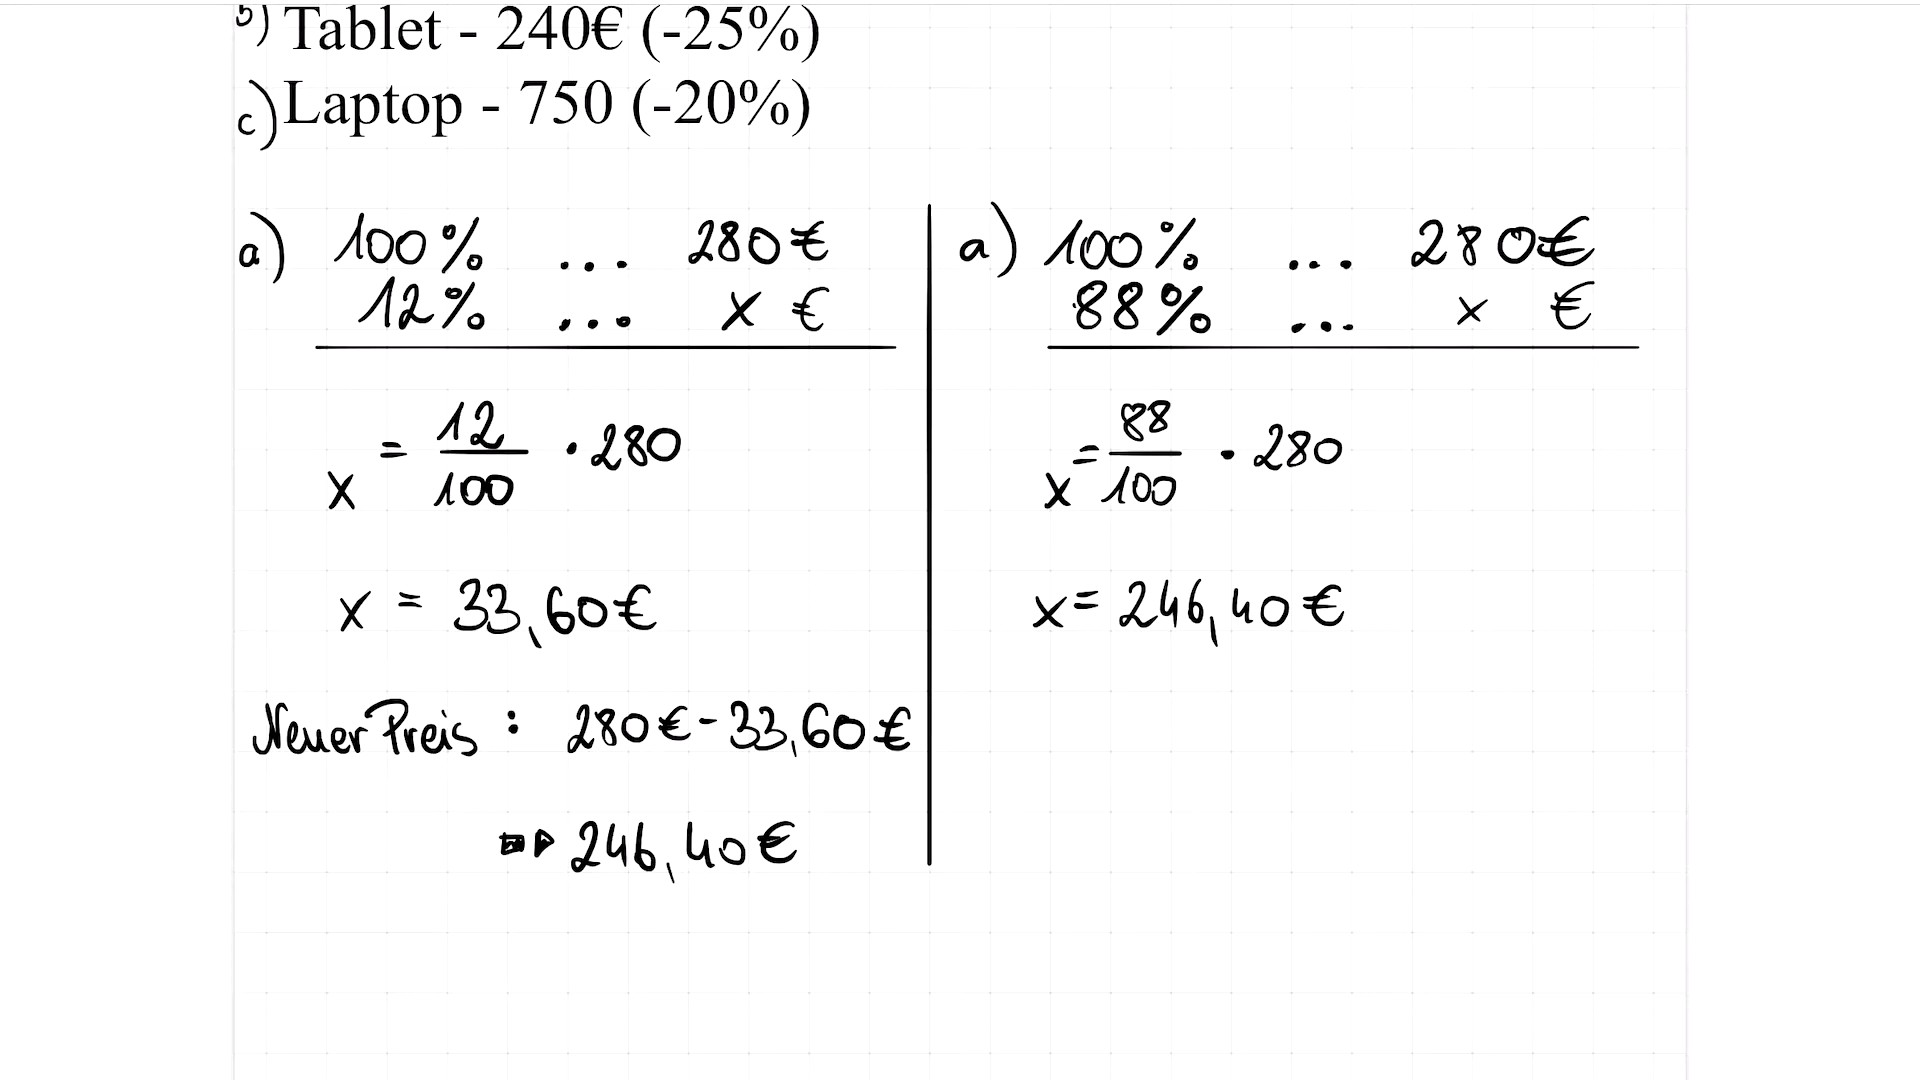 b) Tablet - 240€ (-25%)
c) Laptop - 750 (-20%)
a) 100% ... 280€
12% ... x €
x = 12/100 · 280
x = 33,60€
Neuer Preis : 280€ - 33,60€
⇒ 246,40€
a) 100% ... 280€
88% ... x €
x = 88/100 · 280
x = 246,40€